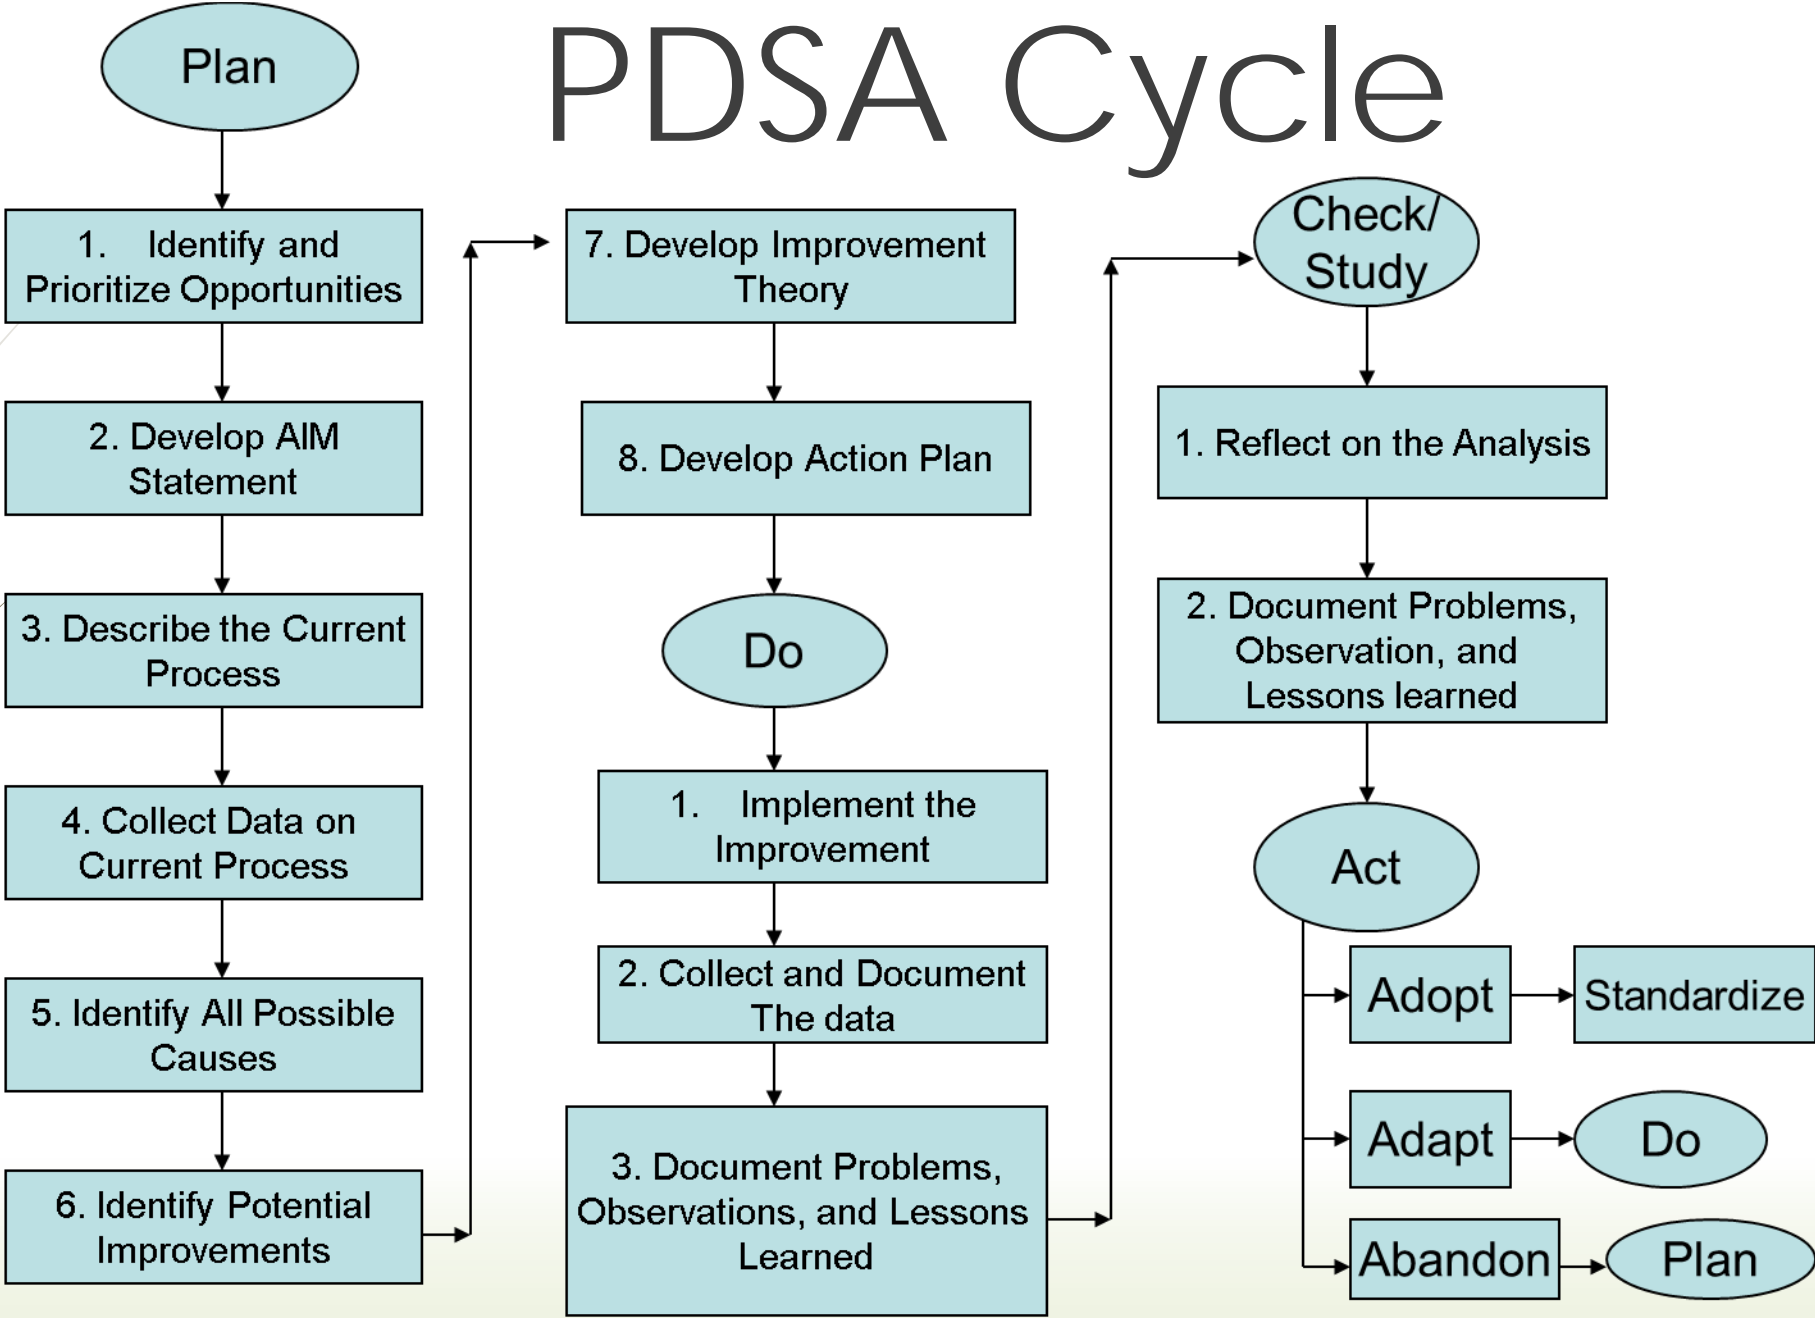 PDSA Cycle
Plan
1. Identify and
Prioritize Opportunities
2. Develop AIM
Statement
3. Describe the Current
Process
4. Collect Data on
Current Process
5. Identify All Possible
Causes
6. Identify Potential
Improvements
7. Develop Improvement
Theory
8. Develop Action Plan
Do
1. Implement the
Improvement
2. Collect and Document
The data
3. Document Problems,
Observations, and Lessons
Learned
Check/
Study
1. Reflect on the Analysis
2. Document Problems,
Observation, and
Lessons learned
Act
Adopt
Standardize
Adapt
Do
Abandon
Plan